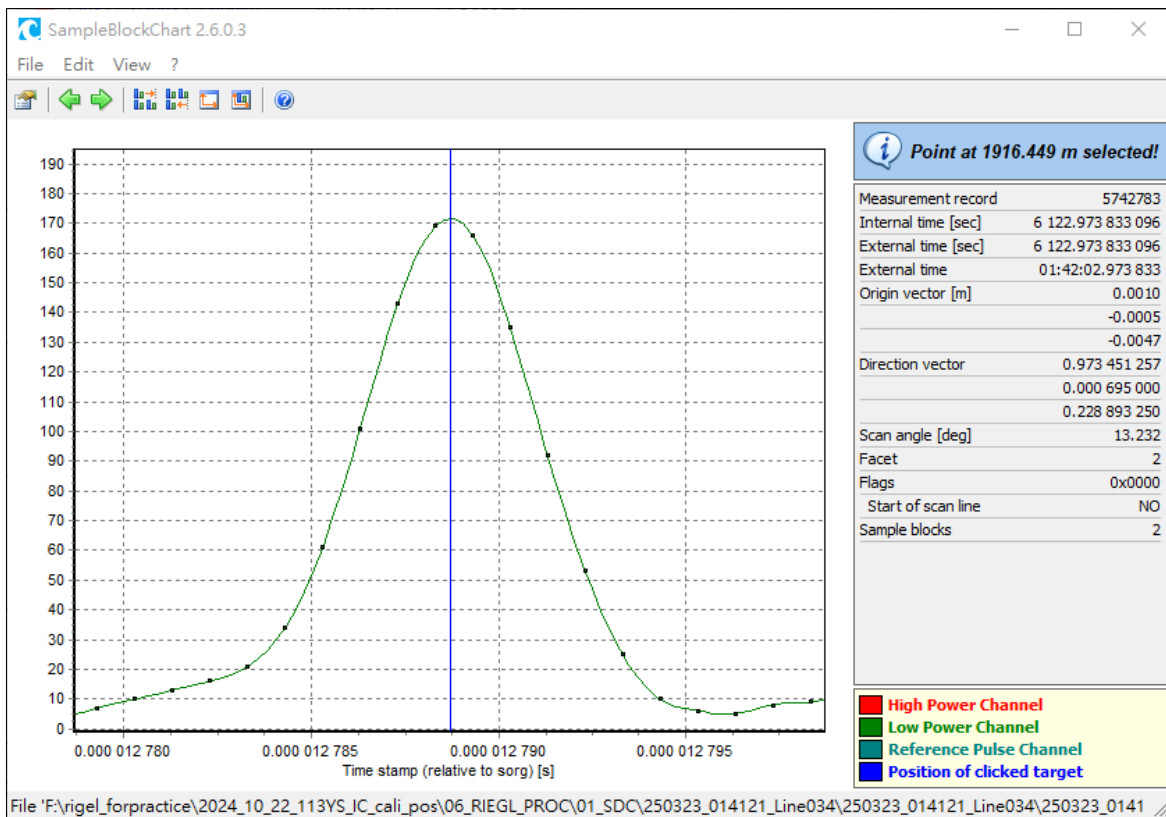 SampleBlockChart 2.6.0.3
File Edit View ?
190
180
170
160
150
140
130
120
110
100
90
80
70
60
50
40
30
20
10
0
0.000 012 780 0.000 012 785 0.000 012 790 0.000 012 795
Time stamp (relative to sorg) [s]
Point at 1916.449 m selected!
Measurement record 5742783
Internal time [sec] 6 122.973 833 096
External time [sec] 6 122.973 833 096
External time 01:42:02.973 833
Origin vector [m] 0.0010
-0.0005
-0.0047
Direction vector 0.973 451 257
0.000 695 000
0.228 893 250
Scan angle [deg] 13.232
Facet 2
Flags 0x0000
Start of scan line NO
Sample blocks 2
High Power Channel
Low Power Channel
Reference Pulse Channel
Position of clicked target
File 'F:\rigel_forpractice\2024_10_22_113YS_IC_cali_pos\06_RIEGL_PROC\01_SDC\250323_014121_Line034\250323_014121_Line034\250323_0141